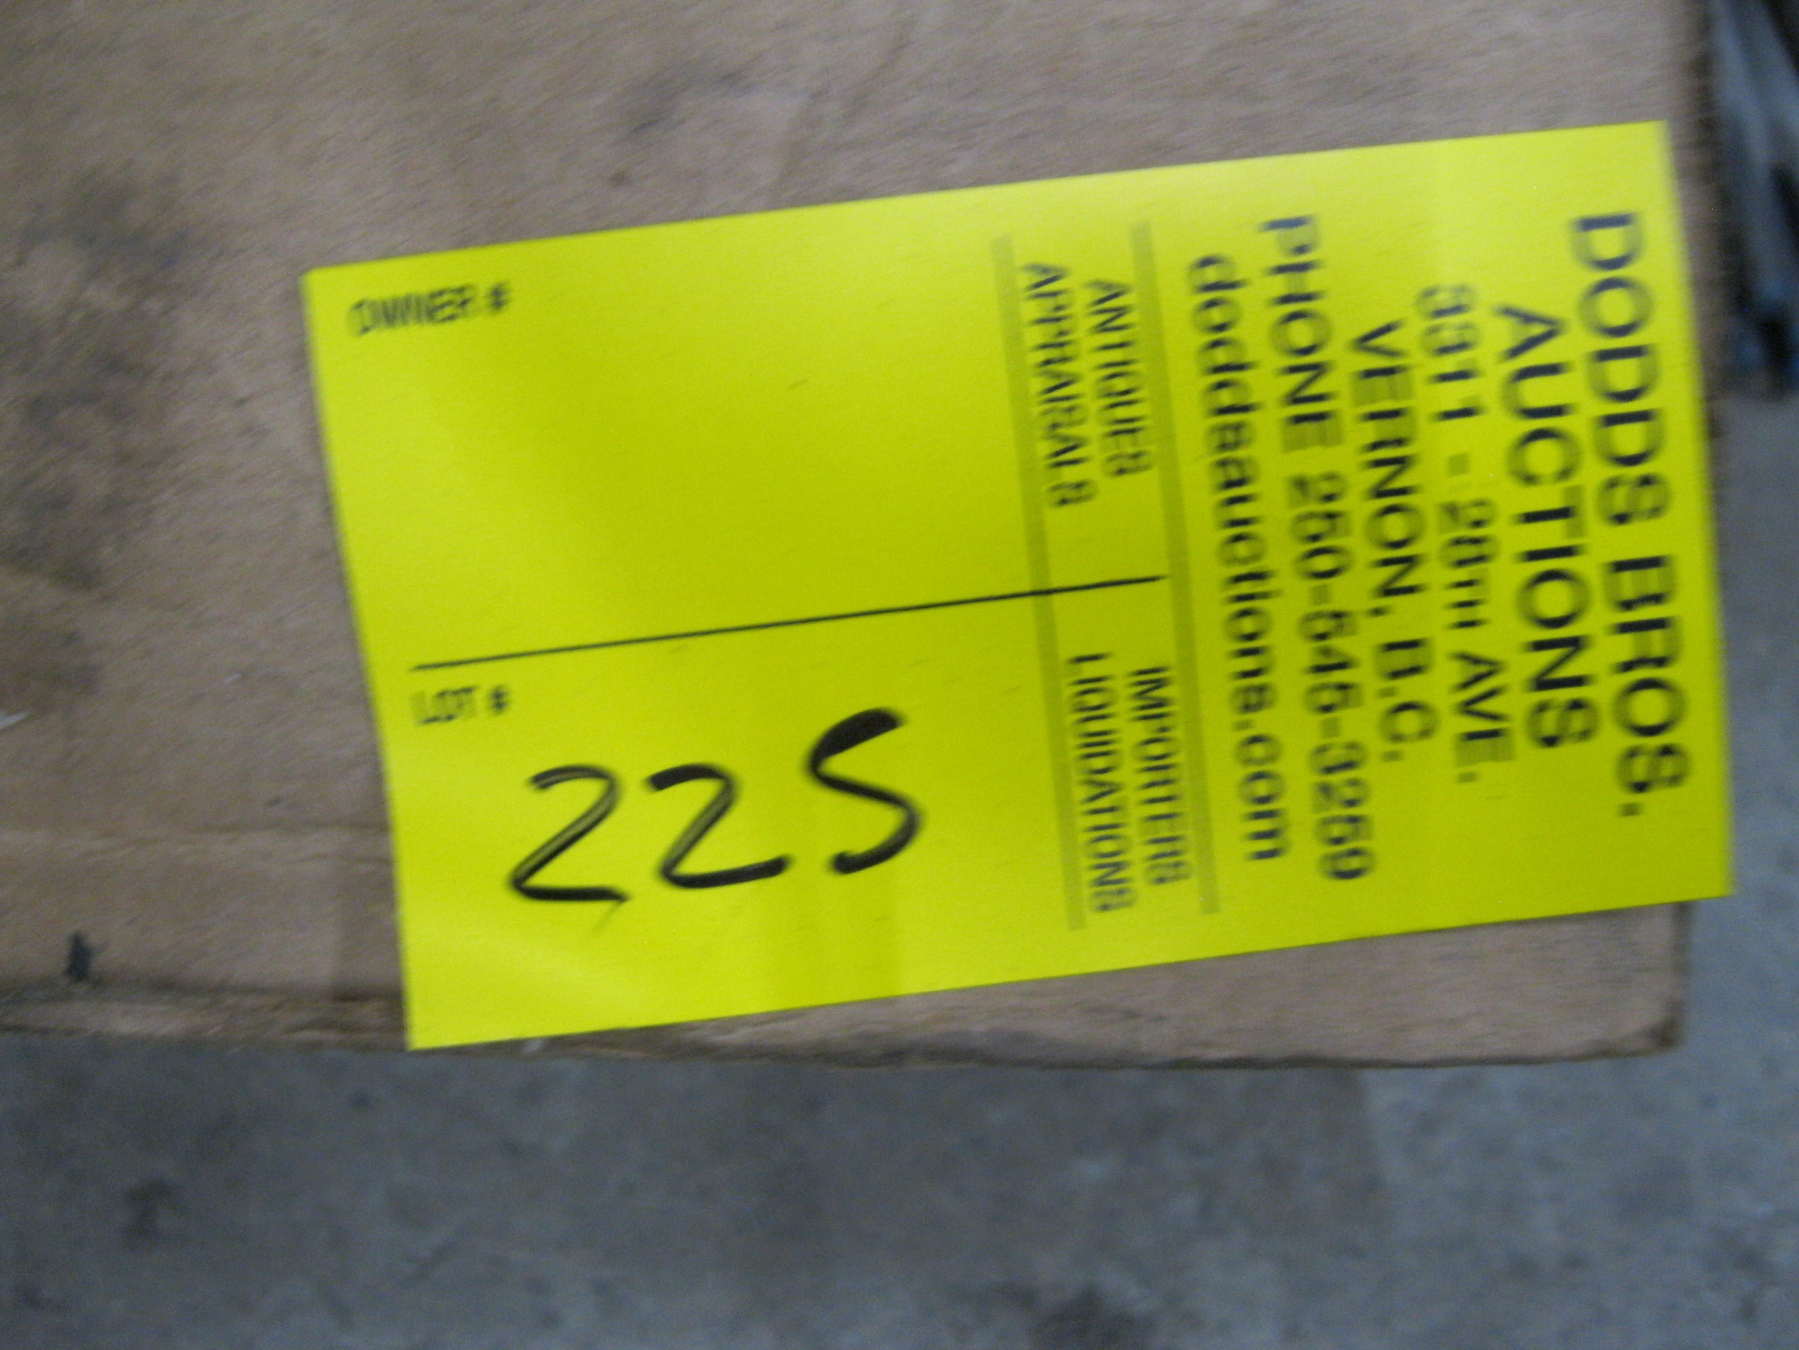 DODDS BROS.
AUCTIONS
3311 - 28TH AVE.
VERNON, B.C.
PHONE 250-545-3259
doddsauctions.com
ANTIQUES IMPORTERS
APPRAISALS LIQUIDATIONS
OWNER #
LOT #
225